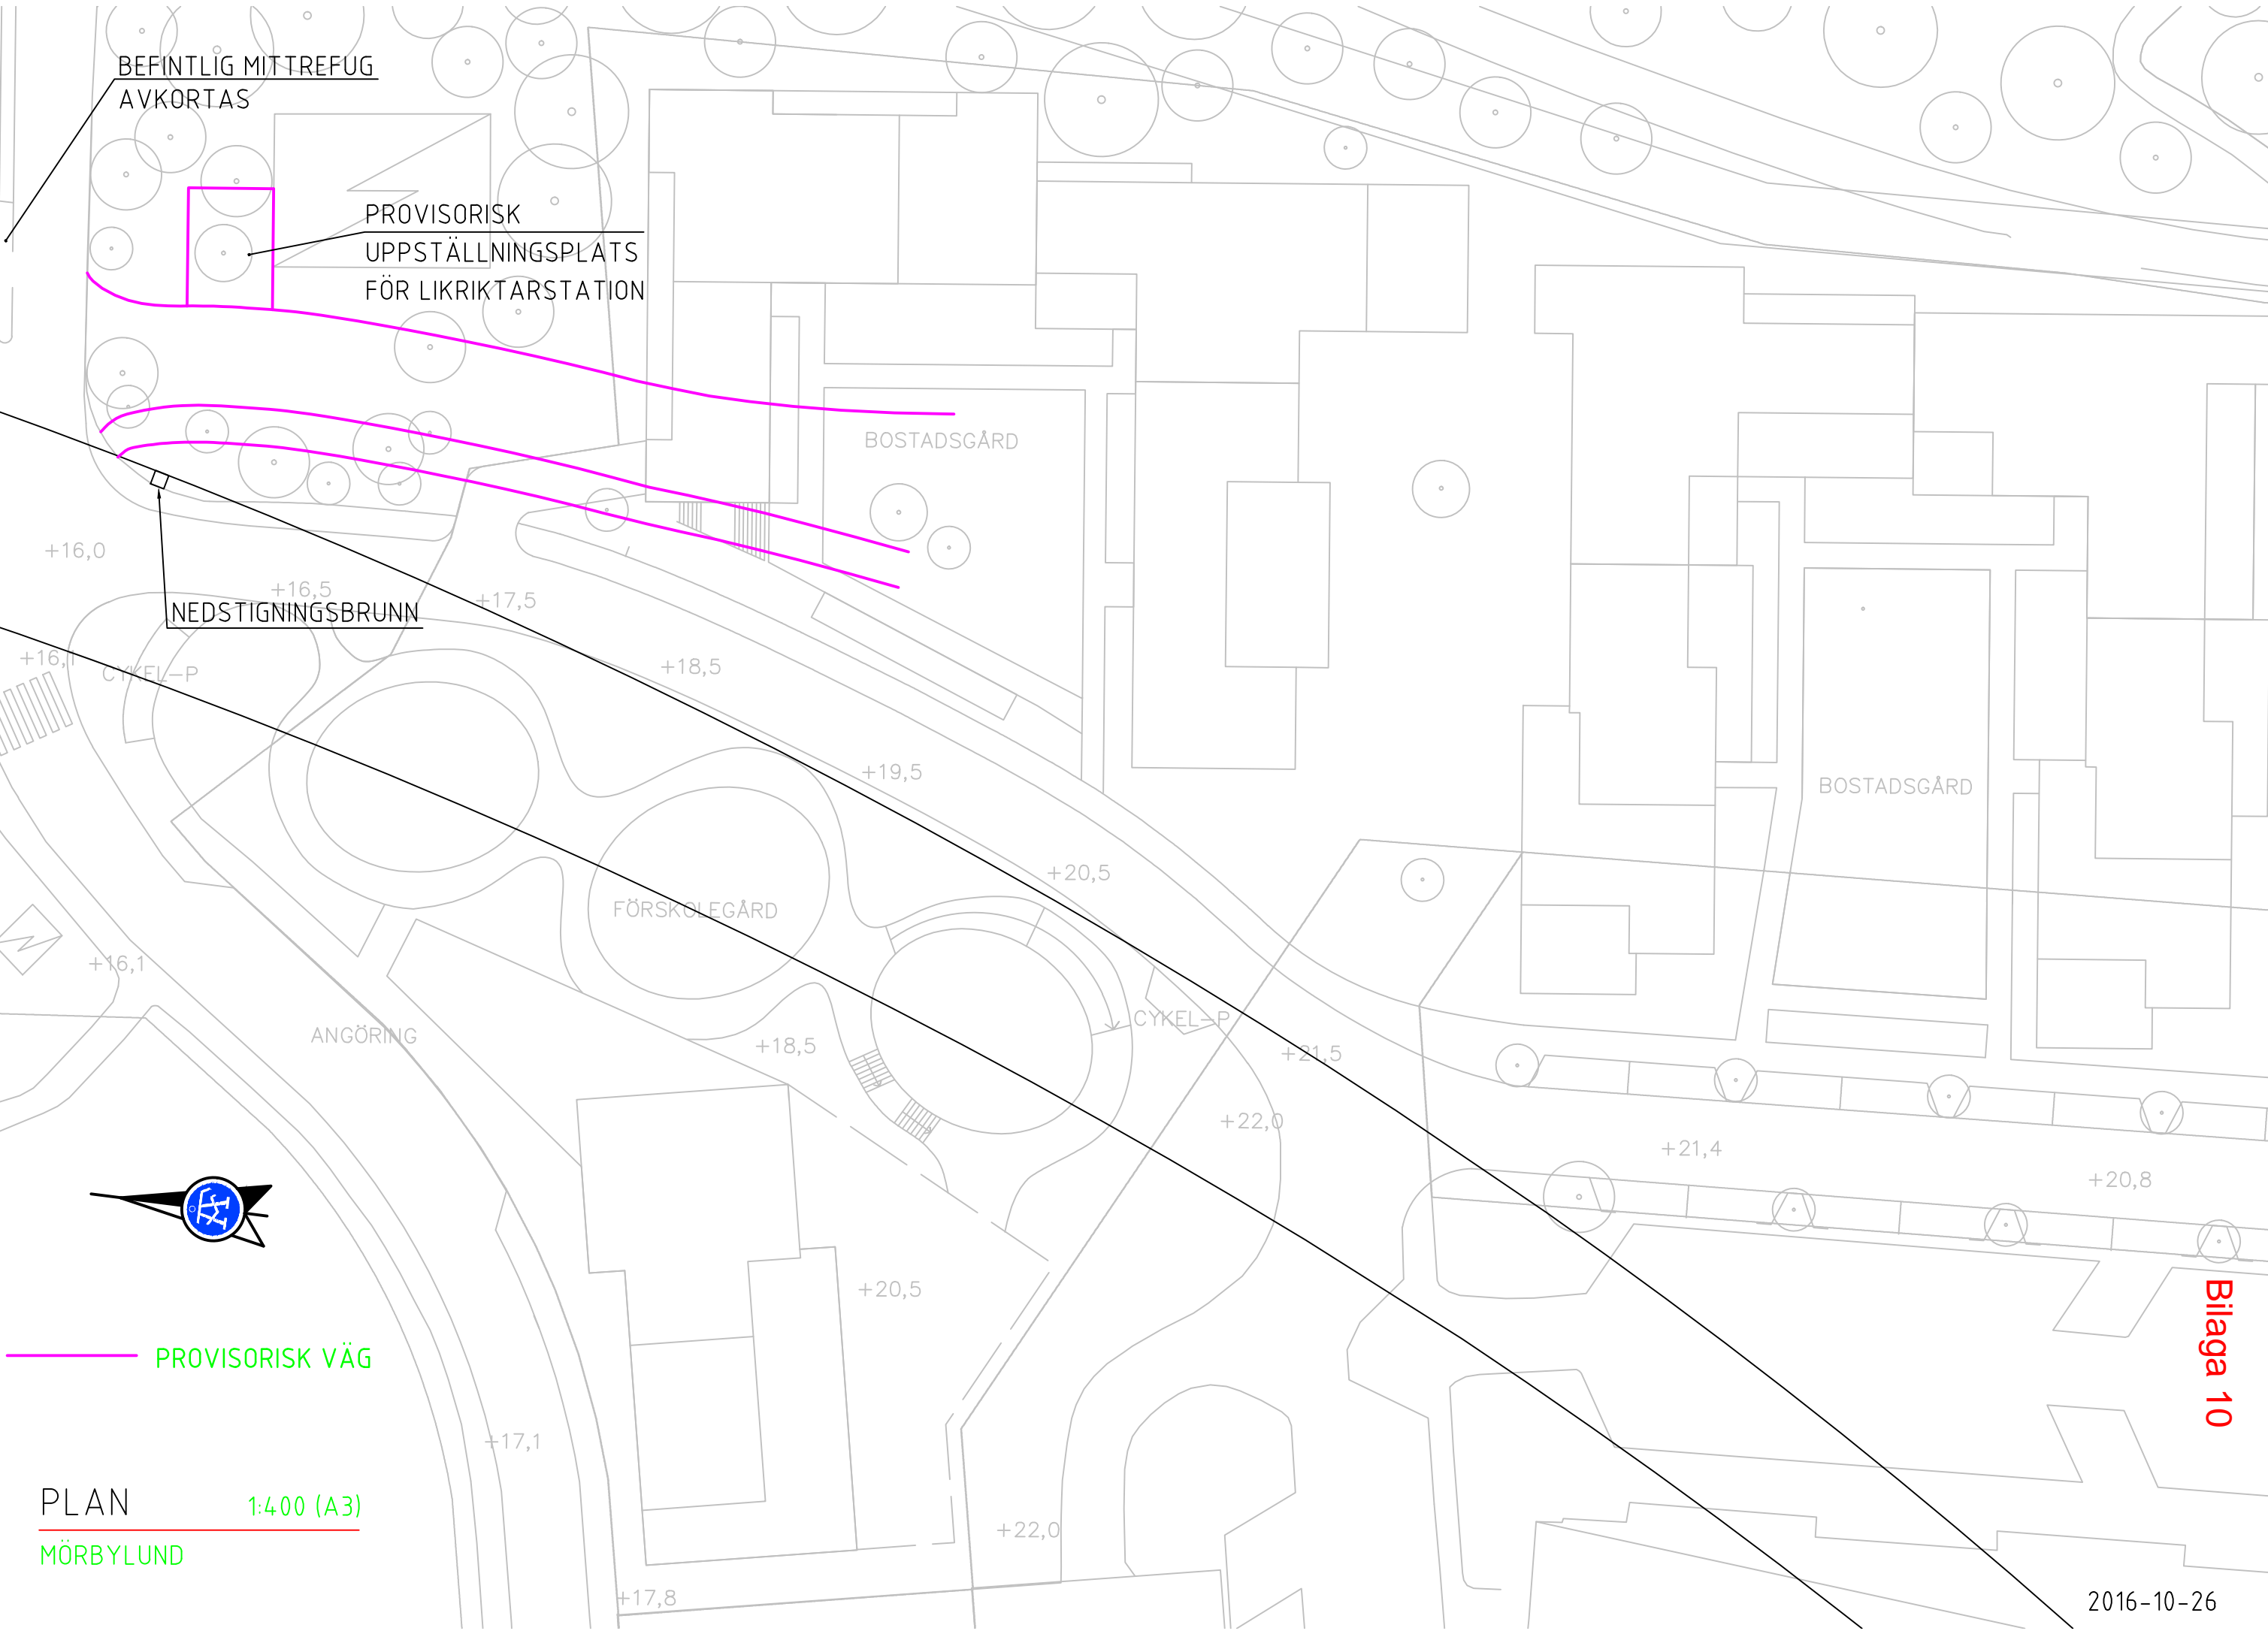 BEFINTLIG MITTREFUG
AVKORTAS
PROVISORISK
UPPSTÄLLNINGSPLATS
FÖR LIKRIKTARSTATION
BOSTADSGÅRD
+16,0
+16,5
+17,5
NEDSTIGNINGSBRUNN
+16,1
CYKEL-P
+18,5
+19,5
BOSTADSGÅRD
+20,5
FÖRSKOLEGÅRD
+16,1
ANGÖRING
+18,5
CYKEL-P
+21,5
+22,0
+21,4
+20,8
+20,5
PROVISORISK VÄG
Bilaga 10
+17,1
PLAN 1:400 (A3)
MÖRBYLUND
+22,0
+17,8
2016-10-26